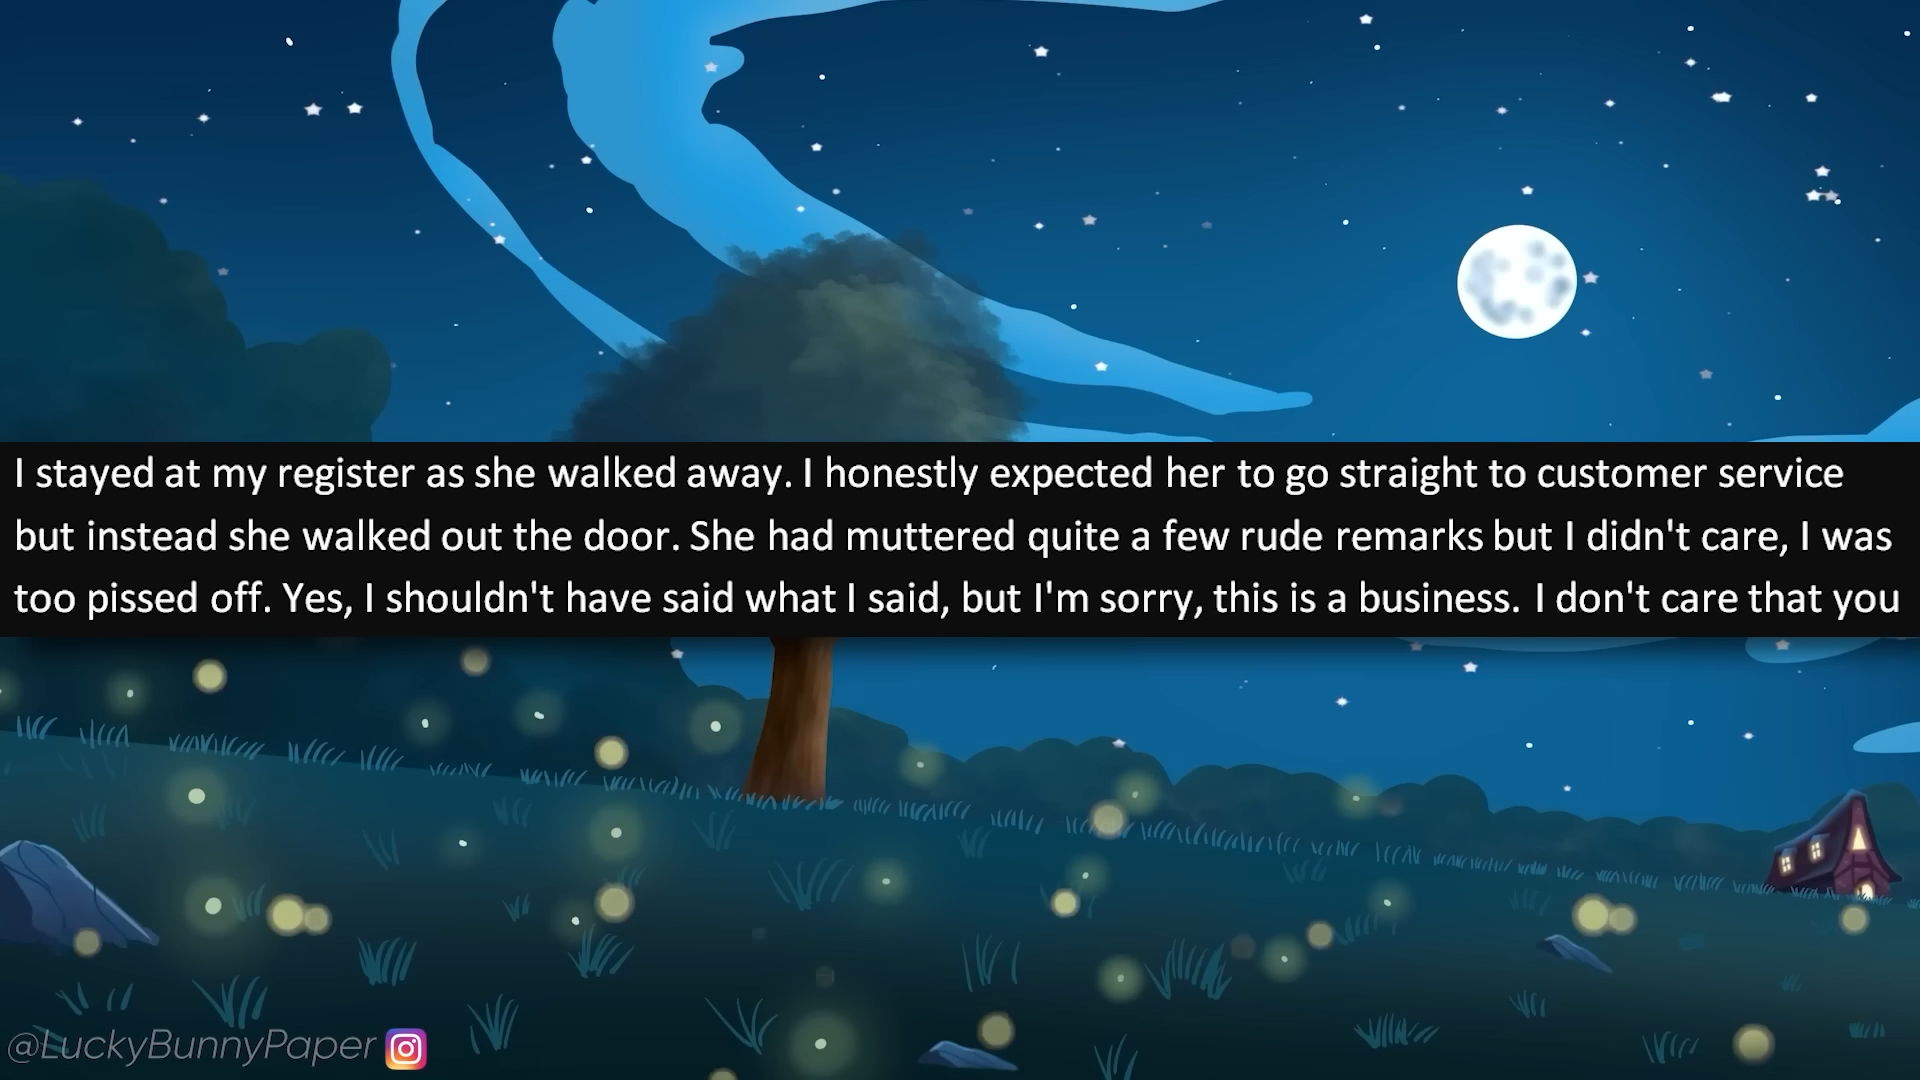 I stayed at my register as she walked away. I honestly expected her to go straight to customer service
but instead she walked out the door. She had muttered quite a few rude remarks but I didn't care, I was
too pissed off. Yes, I shouldn't have said what I said, but I'm sorry, this is a business. I don't care that you
@LuckyBunnyPaper